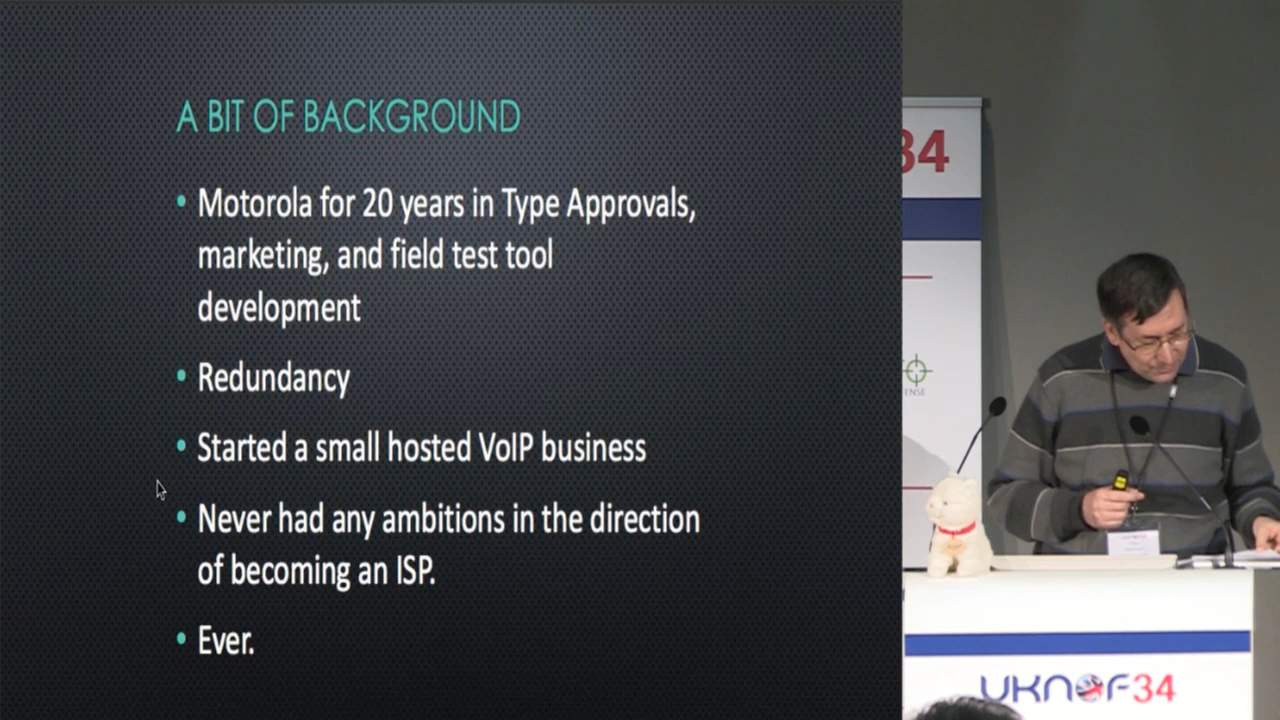 A BIT OF BACKGROUND
• Motorola for 20 years in Type Approvals,
marketing, and field test tool
development
• Redundancy
• Started a small hosted VoIP business
• Never had any ambitions in the direction
of becoming an ISP.
• Ever.
34
ENSE
UKNOF34